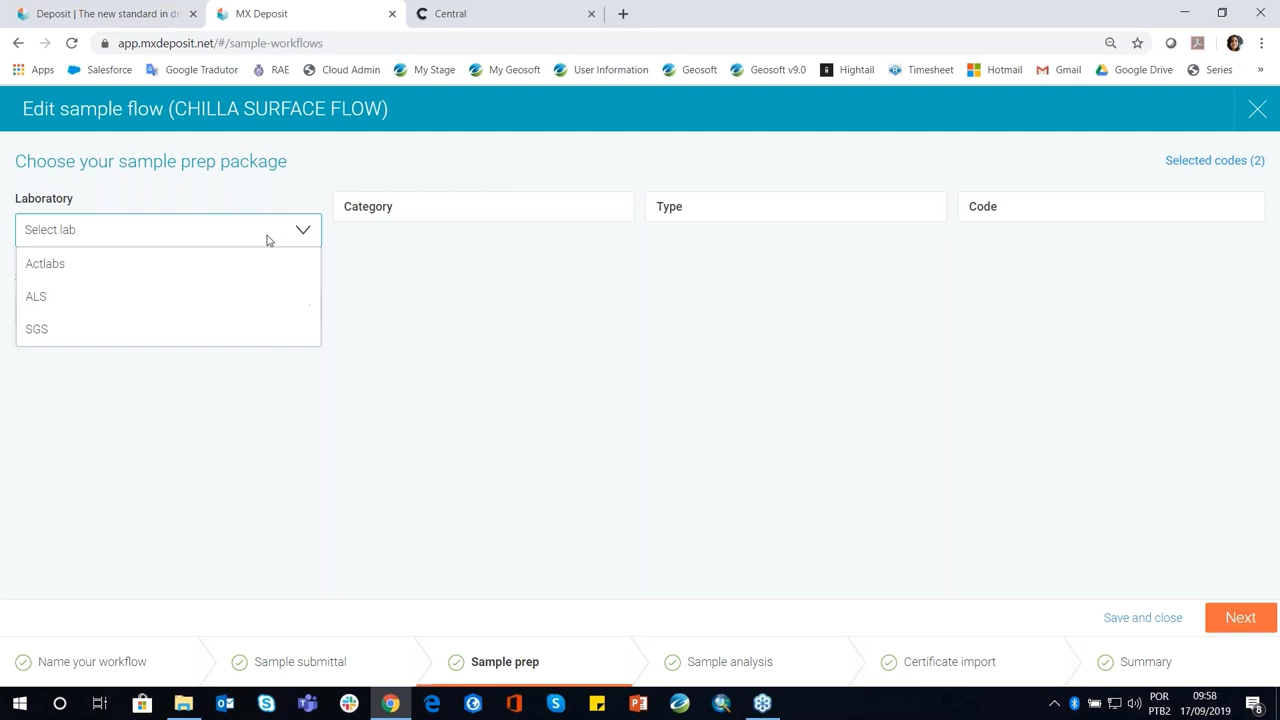 Deposit | The new standard in dr
MX Deposit
Central
app.mxdeposit.net/#/sample-workflows
Apps
Salesforce
Google Tradutor
RAE
Cloud Admin
My Stage
My Geosoft
User Information
Geosoft
Geosoft v9.0
Hightail
Timesheet
Hotmail
Gmail
Google Drive
Series
»
Edit sample flow (CHILLA SURFACE FLOW)
Choose your sample prep package
Selected codes (2)
Laboratory
Category
Type
Code
Select lab
Actlabs
ALS
SGS
Save and close
Next
Name your workflow
Sample submittal
Sample prep
Sample analysis
Certificate import
Summary
POR
09:58
PTB2
17/09/2019
8